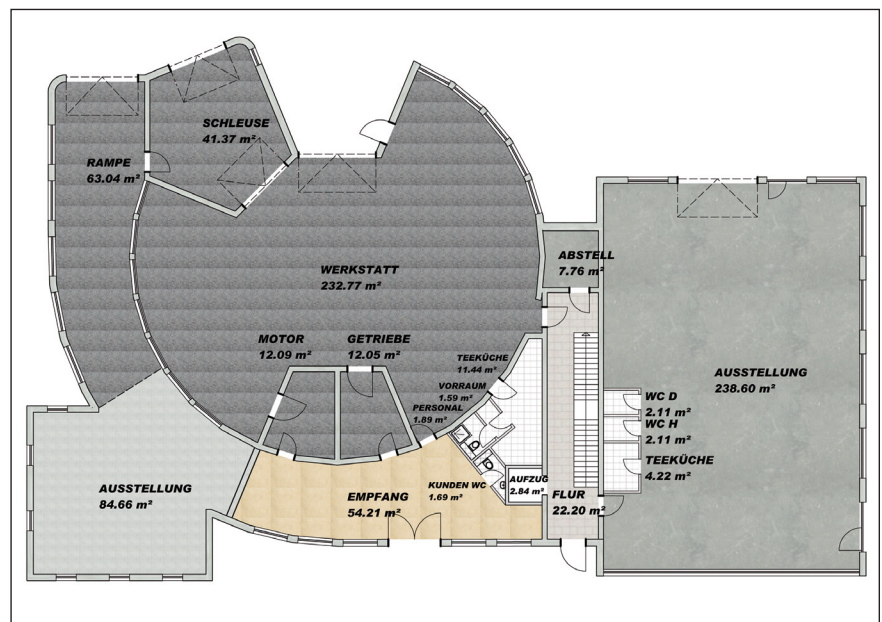 SCHLEUSE
41.37 m²
RAMPE
63.04 m²
WERKSTATT
232.77 m²
ABSTELL
7.76 m²
MOTOR
12.09 m²
GETRIEBE
12.05 m²
TEEKÜCHE
11.44 m²
VORRAUM
1.59 m²
PERSONAL
1.89 m²
AUSSTELLUNG
238.60 m²
WC D
2.11 m²
WC H
2.11 m²
TEEKÜCHE
4.22 m²
AUSSTELLUNG
84.66 m²
EMPFANG
54.21 m²
KUNDEN WC
1.69 m²
AUFZUG
2.84 m²
FLUR
22.20 m²